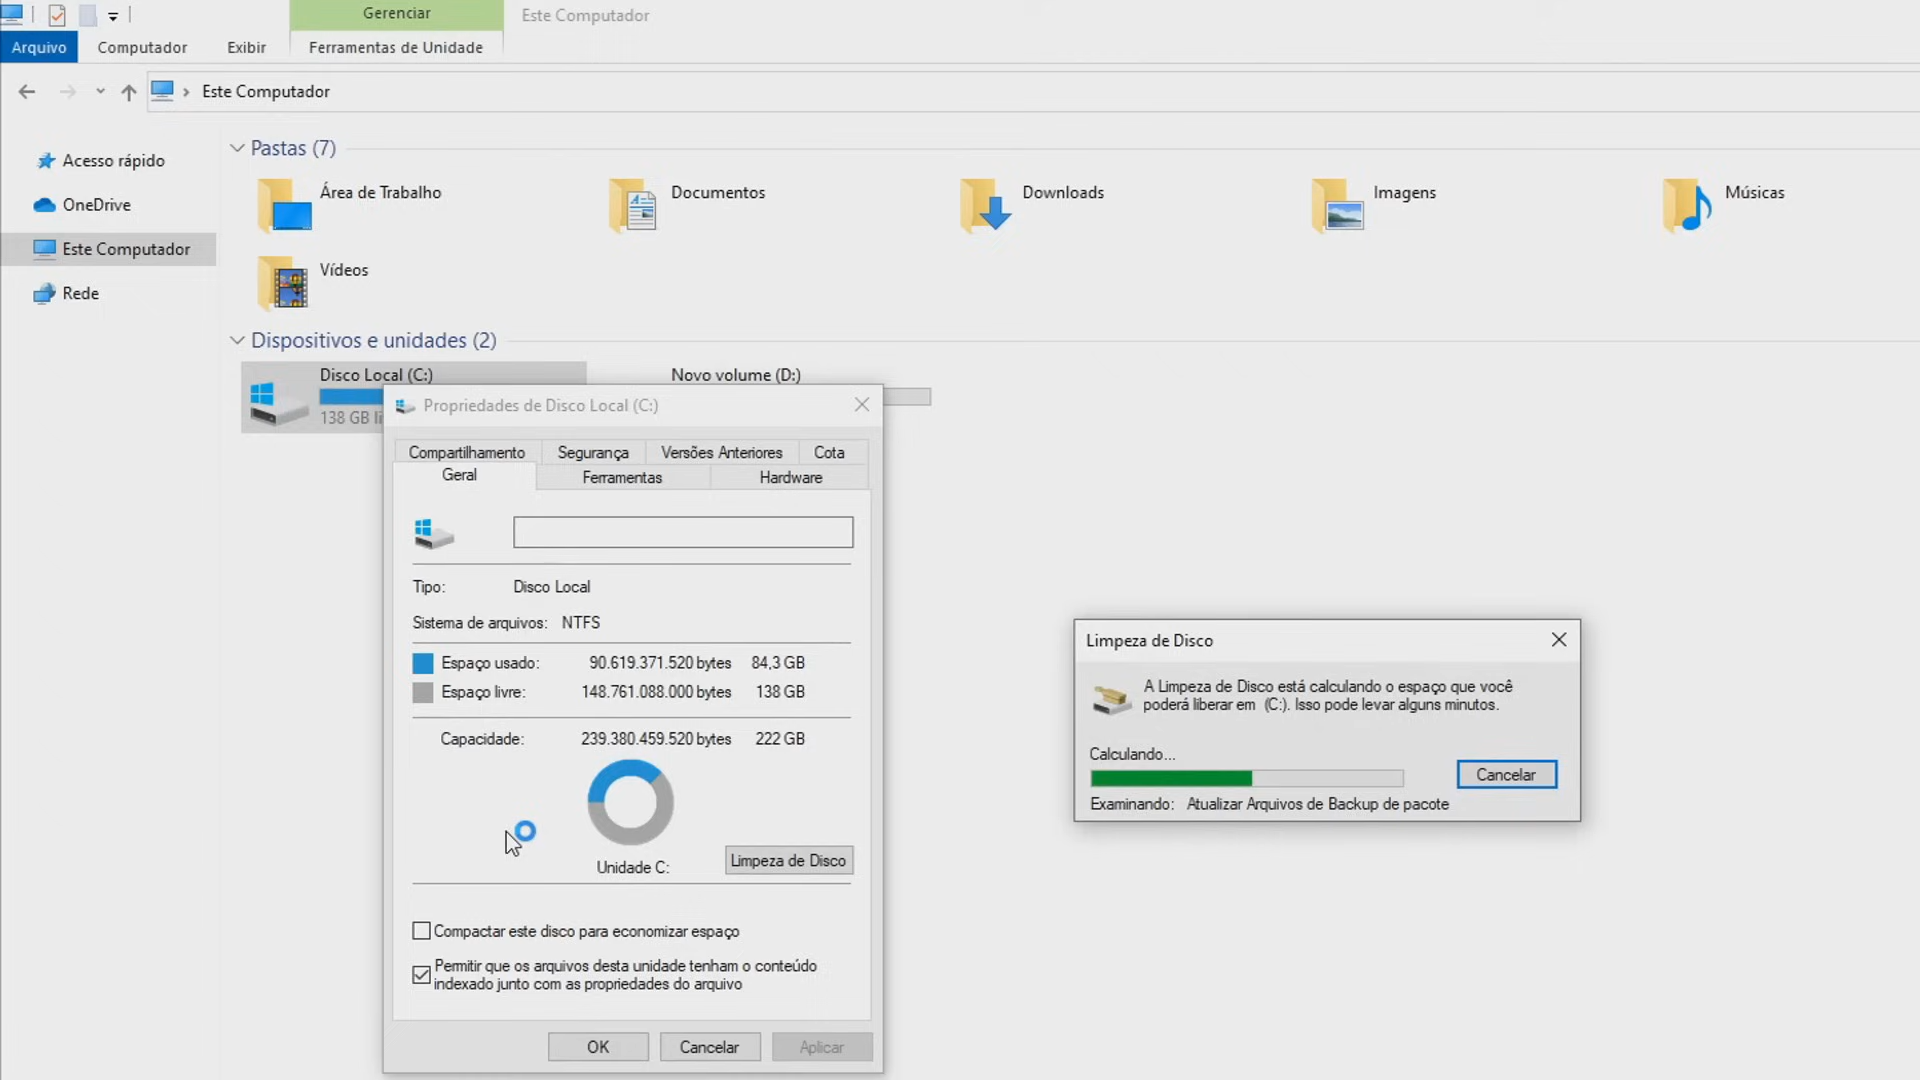 Gerenciar
Este Computador
Arquivo
Computador
Exibir
Ferramentas de Unidade
Este Computador
Acesso rápido
OneDrive
Este Computador
Rede
Pastas (7)
Área de Trabalho
Documentos
Downloads
Imagens
Músicas
Vídeos
Dispositivos e unidades (2)
Disco Local (C:)
138 GB li
Novo volume (D:)
Propriedades de Disco Local (C:)
Compartilhamento
Segurança
Versões Anteriores
Cota
Geral
Ferramentas
Hardware
Tipo: Disco Local
Sistema de arquivos: NTFS
Espaço usado: 90.619.371.520 bytes 84,3 GB
Espaço livre: 148.761.088.000 bytes 138 GB
Capacidade: 239.380.459.520 bytes 222 GB
Unidade C:
Limpeza de Disco
Compactar este disco para economizar espaço
Permitir que os arquivos desta unidade tenham o conteúdo
indexado junto com as propriedades do arquivo
OK
Cancelar
Aplicar
Limpeza de Disco
A Limpeza de Disco está calculando o espaço que você
poderá liberar em (C:). Isso pode levar alguns minutos.
Calculando...
Cancelar
Examinando: Atualizar Arquivos de Backup de pacote